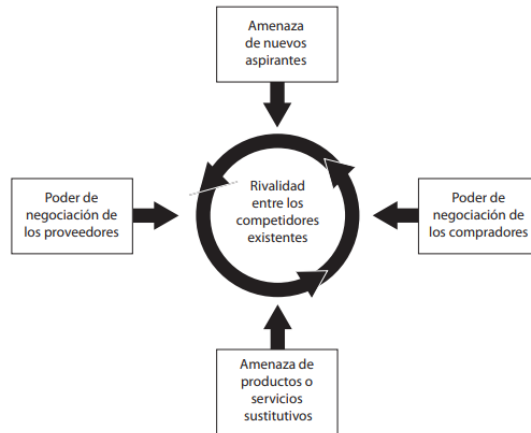 Amenaza
de nuevos
aspirantes
Poder de
negociación de
los proveedores
Rivalidad
entre los
competidores
existentes
Poder de
negociación de
los compradores
Amenaza de
productos o
servicios
sustitutivos